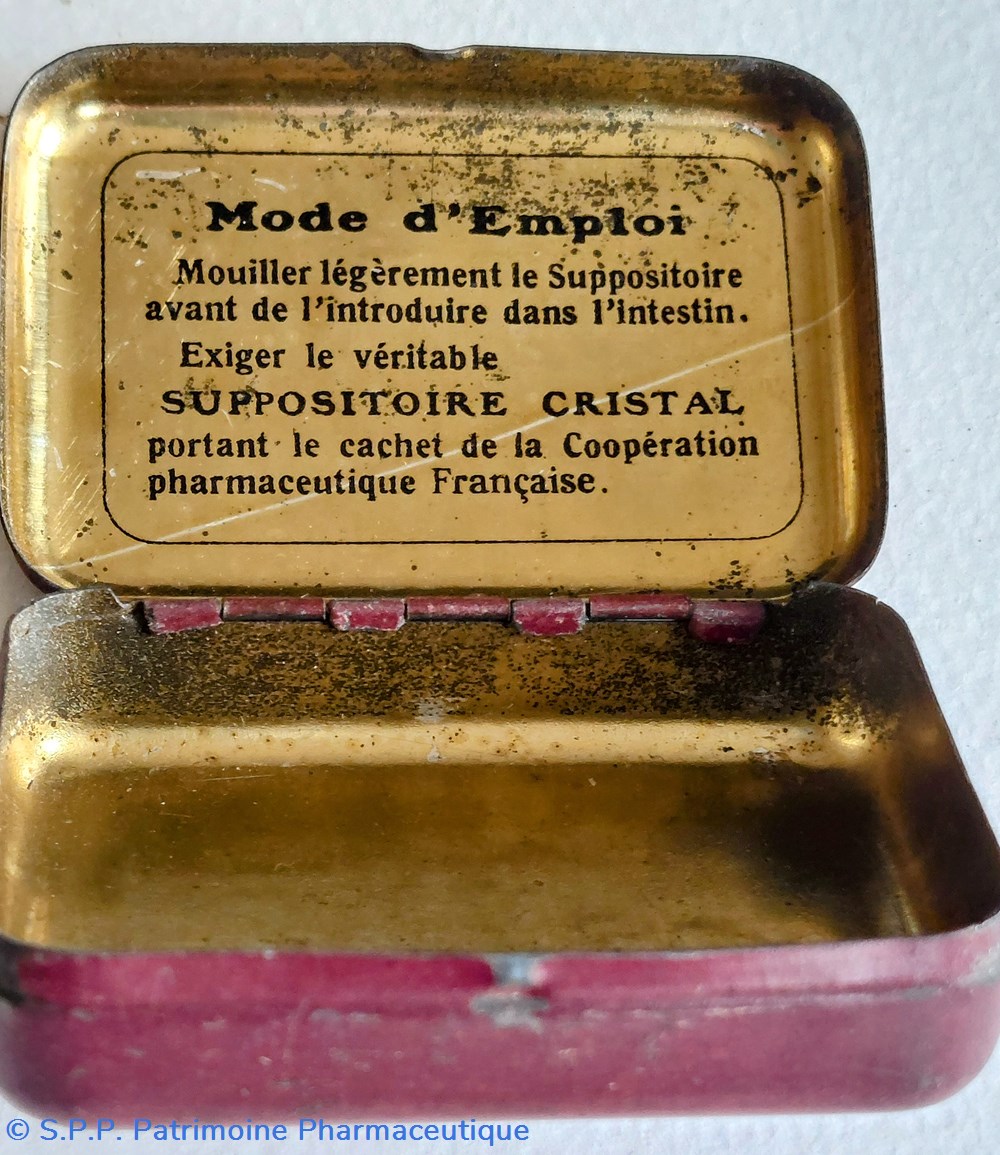 Mode d'Emploi
Mouiller légèrement le Suppositoire
avant de l'introduire dans l'intestin.
Exiger le véritable
SUPPOSITOIRE CRISTAL
portant le cachet de la Coopération
pharmaceutique Française.
© S.P.P. Patrimoine Pharmaceutique